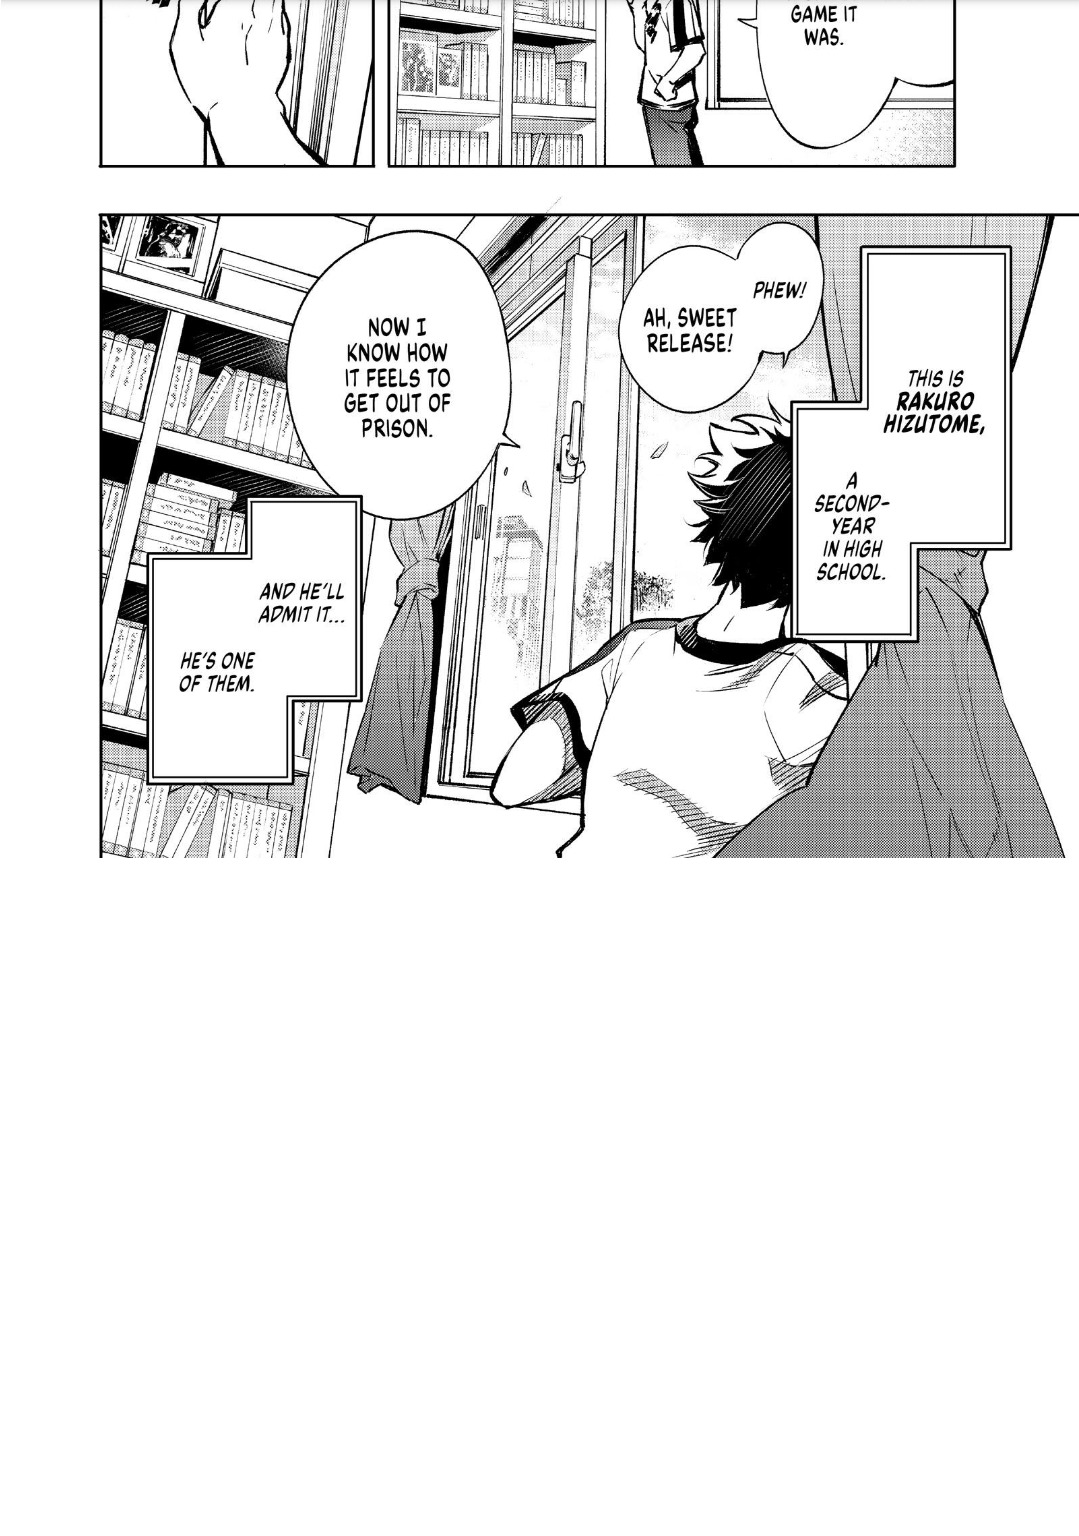 GAME IT
WAS.
PHEW!
AH, SWEET
RELEASE!
THIS IS
RAKURO
HIZUTOME,
A
SECOND-
YEAR
IN HIGH
SCHOOL.
NOW I
KNOW HOW
IT FEELS TO
GET OUT OF
PRISON.
AND HE'LL
ADMIT IT...
HE'S ONE
OF THEM.